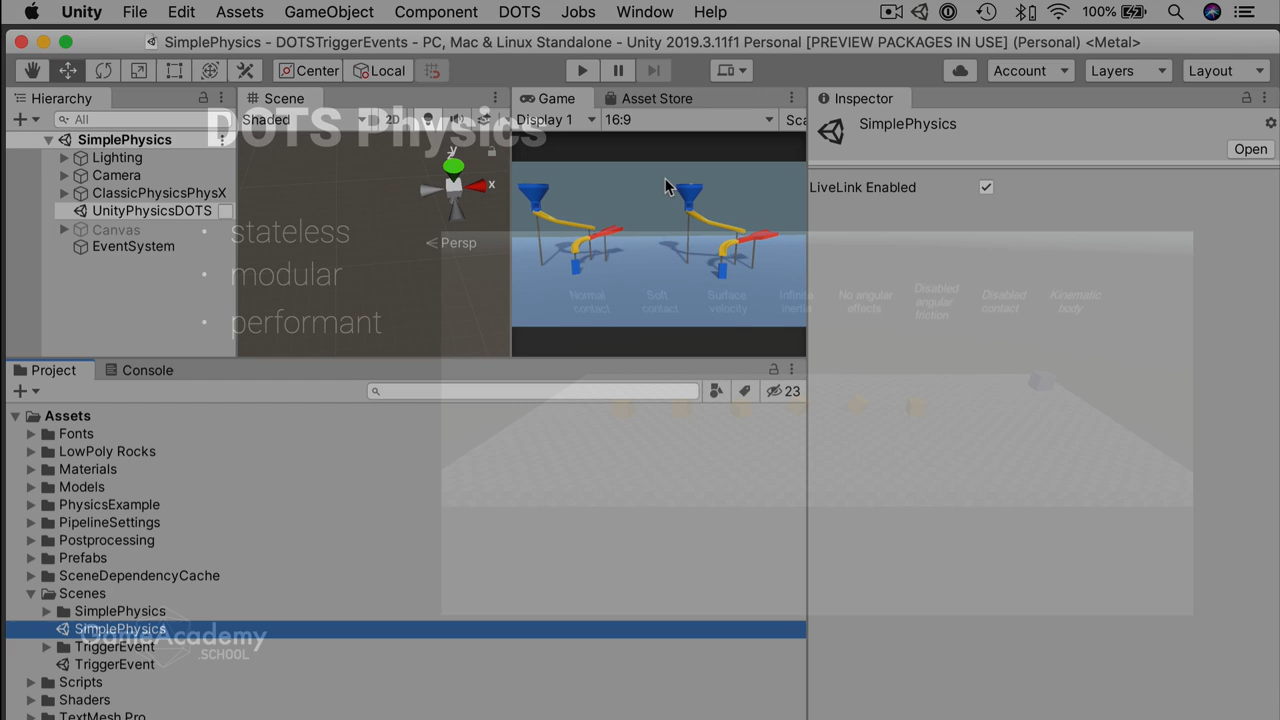 Unity File Edit Assets GameObject Component DOTS Jobs Window Help 100%
SimplePhysics - DOTSTriggerEvents - PC, Mac & Linux Standalone - Unity 2019.3.11f1 Personal [PREVIEW PACKAGES IN USE] (Personal) <Metal>
Center Local Account Layers Layout
Hierarchy Scene Game Asset Store Inspector
All Shaded 2D Display 1 16:9 Sca
DOTS Physics
SimplePhysics
SimplePhysics
Open
Lighting
Camera
ClassicPhysicsPhysX
UnityPhysicsDOTS
Canvas
EventSystem
y
x
Persp
LiveLink Enabled
• stateless
• modular
• performant
Normal contact
Soft contact
Surface velocity
Infinite inertia
No angular effects
Disabled angular friction
Disabled contact
Kinematic body
Project Console
23
Assets
Fonts
LowPoly Rocks
Materials
Models
PhysicsExample
PipelineSettings
Postprocessing
Prefabs
SceneDependencyCache
Scenes
SimplePhysics
SimplePhysics
GameAcademy
.SCHOOL
TriggerEvent
TriggerEvent
Scripts
Shaders
TextMesh Pro